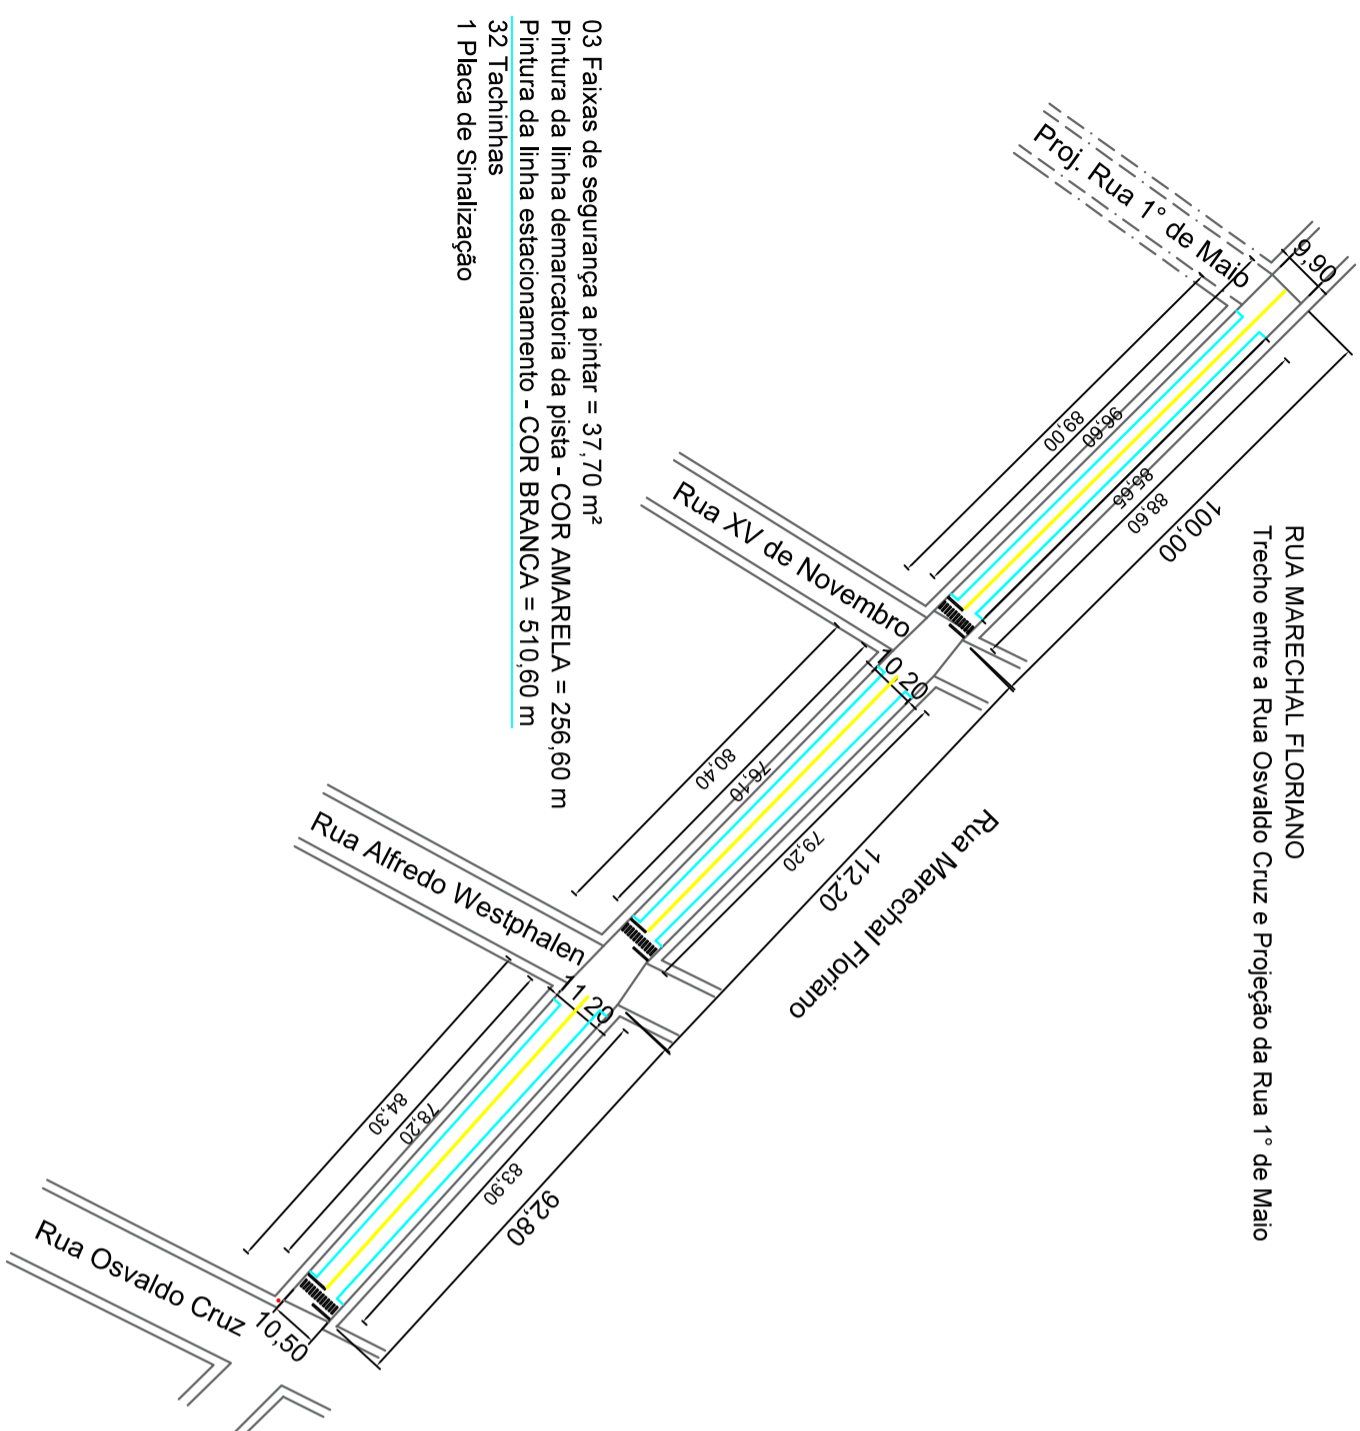 RUA MARECHAL FLORIANO
Trecho entre a Rua Osvaldo Cruz e Projeção da Rua 1° de Maio
03 Faixas de segurança a pintar = 37,70 m²
Pintura da linha demarcatoria da pista - COR AMARELA = 256,60 m
Pintura da linha estacionamento - COR BRANCA = 510,60 m
32 Tachinhas
1 Placa de Sinalização
Proj. Rua 1° de Maio
9,90
89,00
96,60
85,65
88,60
100,00
Rua XV de Novembro
10,20
80,40
76,10
79,20
112,20
Rua Marechal Floriano
Rua Alfredo Westphalen
11,20
84,30
78,20
83,90
92,80
Rua Osvaldo Cruz
10,50